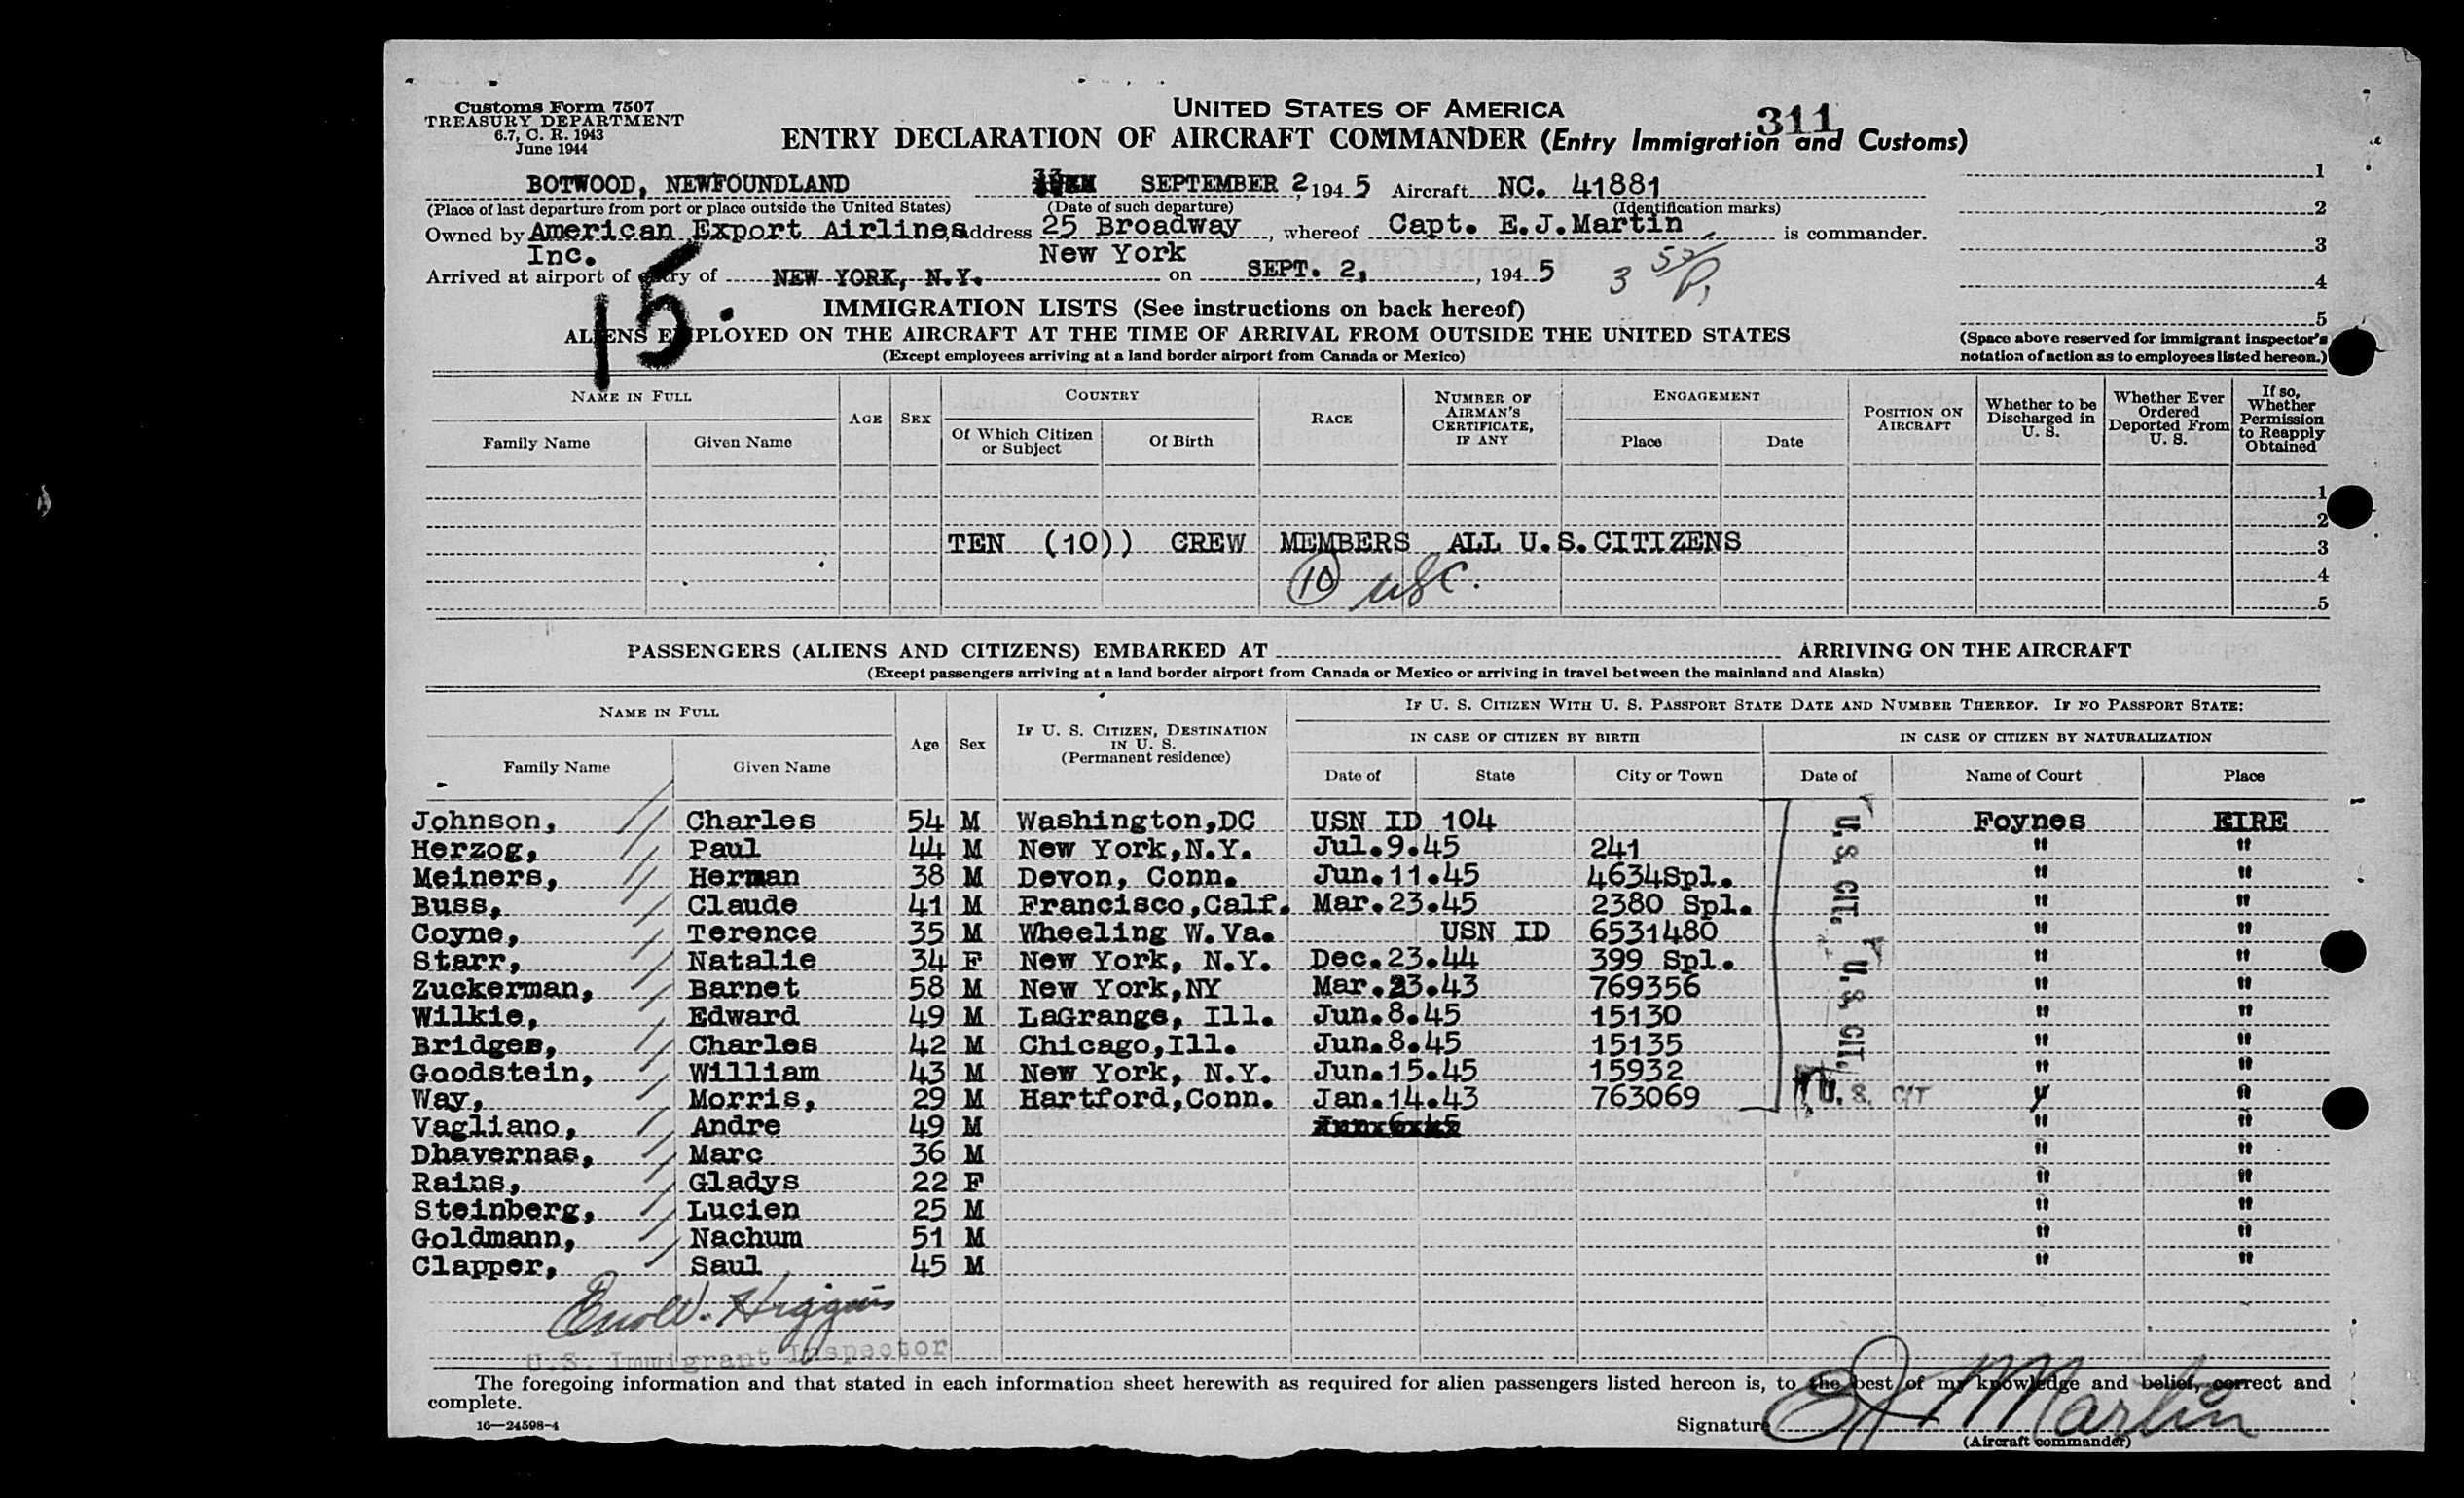 Customs Form 7507
TREASURY DEPARTMENT
6.7, C. R. 1943
June 1944
UNITED STATES OF AMERICA
311
ENTRY DECLARATION OF AIRCRAFT COMMANDER (Entry Immigration and Customs)
BOTWOOD, NEWFOUNDLAND SEPTEMBER 2, 1945 Aircraft NC. 41881
(Place of last departure from port or place outside the United States) (Date of such departure) (Identification marks)
Owned by American Export Airlines address 25 Broadway, whereof Capt. E.J.Martin is commander.
Inc. New York
Arrived at airport of entry of NEW YORK, N.Y. on SEPT. 2, 1945
15.
1
2
3
4
5
IMMIGRATION LISTS (See instructions on back hereof)
ALIENS EMPLOYED ON THE AIRCRAFT AT THE TIME OF ARRIVAL FROM OUTSIDE THE UNITED STATES
(Except employees arriving at a land border airport from Canada or Mexico)
(Space above reserved for immigrant inspector's
notation of action as to employees listed hereon.)
NAME IN FULL
Family Name Given Name
AGE SEX
COUNTRY
Of Which Citizen or Subject Of Birth
RACE
NUMBER OF AIRMAN'S CERTIFICATE, IF ANY
ENGAGEMENT
Place Date
POSITION ON AIRCRAFT
Whether to be Discharged in U. S.
Whether Ever Ordered Deported From U. S.
If so, Whether Permission to Reapply Obtained
1
2
TEN (10)) CREW MEMBERS ALL U.S.CITIZENS 3
10 USC. 4
5
PASSENGERS (ALIENS AND CITIZENS) EMBARKED AT ARRIVING ON THE AIRCRAFT
(Except passengers arriving at a land border airport from Canada or Mexico or arriving in travel between the mainland and Alaska)
NAME IN FULL
Family Name Given Name
Age Sex
IF U. S. CITIZEN, DESTINATION IN U. S.
(Permanent residence)
IF U. S. CITIZEN WITH U. S. PASSPORT STATE DATE AND NUMBER THEREOF. IF NO PASSPORT STATE:
IN CASE OF CITIZEN BY BIRTH IN CASE OF CITIZEN BY NATURALIZATION
Date of State City or Town Date of Name of Court Place
Johnson, Charles 54 M Washington,DC USN ID 104 Foynes EIRE
Herzog, Paul 44 M New York,N.Y. Jul.9.45 241 " "
Meiners, Herman 38 M Devon, Conn. Jun.11.45 4634Spl. " "
Buss, Claude 41 M Francisco,Calf. Mar.23.45 2380 Spl. " "
Coyne, Terence 35 M Wheeling W.Va. USN ID 6531480 " "
Starr, Natalie 34 F New York, N.Y. Dec.23.44 399 Spl. " "
Zuckerman, Barnet 58 M New York,NY Mar.23.43 769356 " "
Wilkie, Edward 49 M LaGrange, Ill. Jun.8.45 15130 " "
Bridges, Charles 42 M Chicago,Ill. Jun.8.45 15135 " "
Goodstein, William 43 M New York, N.Y. Jun.15.45 15932 " "
Way, Morris, 29 M Hartford,Conn. Jan.14.43 763069 U. S. CIT " "
Vagliano, Andre 49 M " "
Dhavernas, Marc 36 M " "
Rains, Gladys 22 F " "
Steinberg, Lucien 25 M " "
Goldmann, Nachum 51 M " "
Clapper, Saul 45 M " "
U. S. CIT.
U. S. CIT.
Higgins
U.S. Immigrant Inspector
The foregoing information and that stated in each information sheet herewith as required for alien passengers listed hereon is, to the best of my knowledge and belief, correct and
complete.
16—24598-4
Signature EJ Martin
(Aircraft commander)